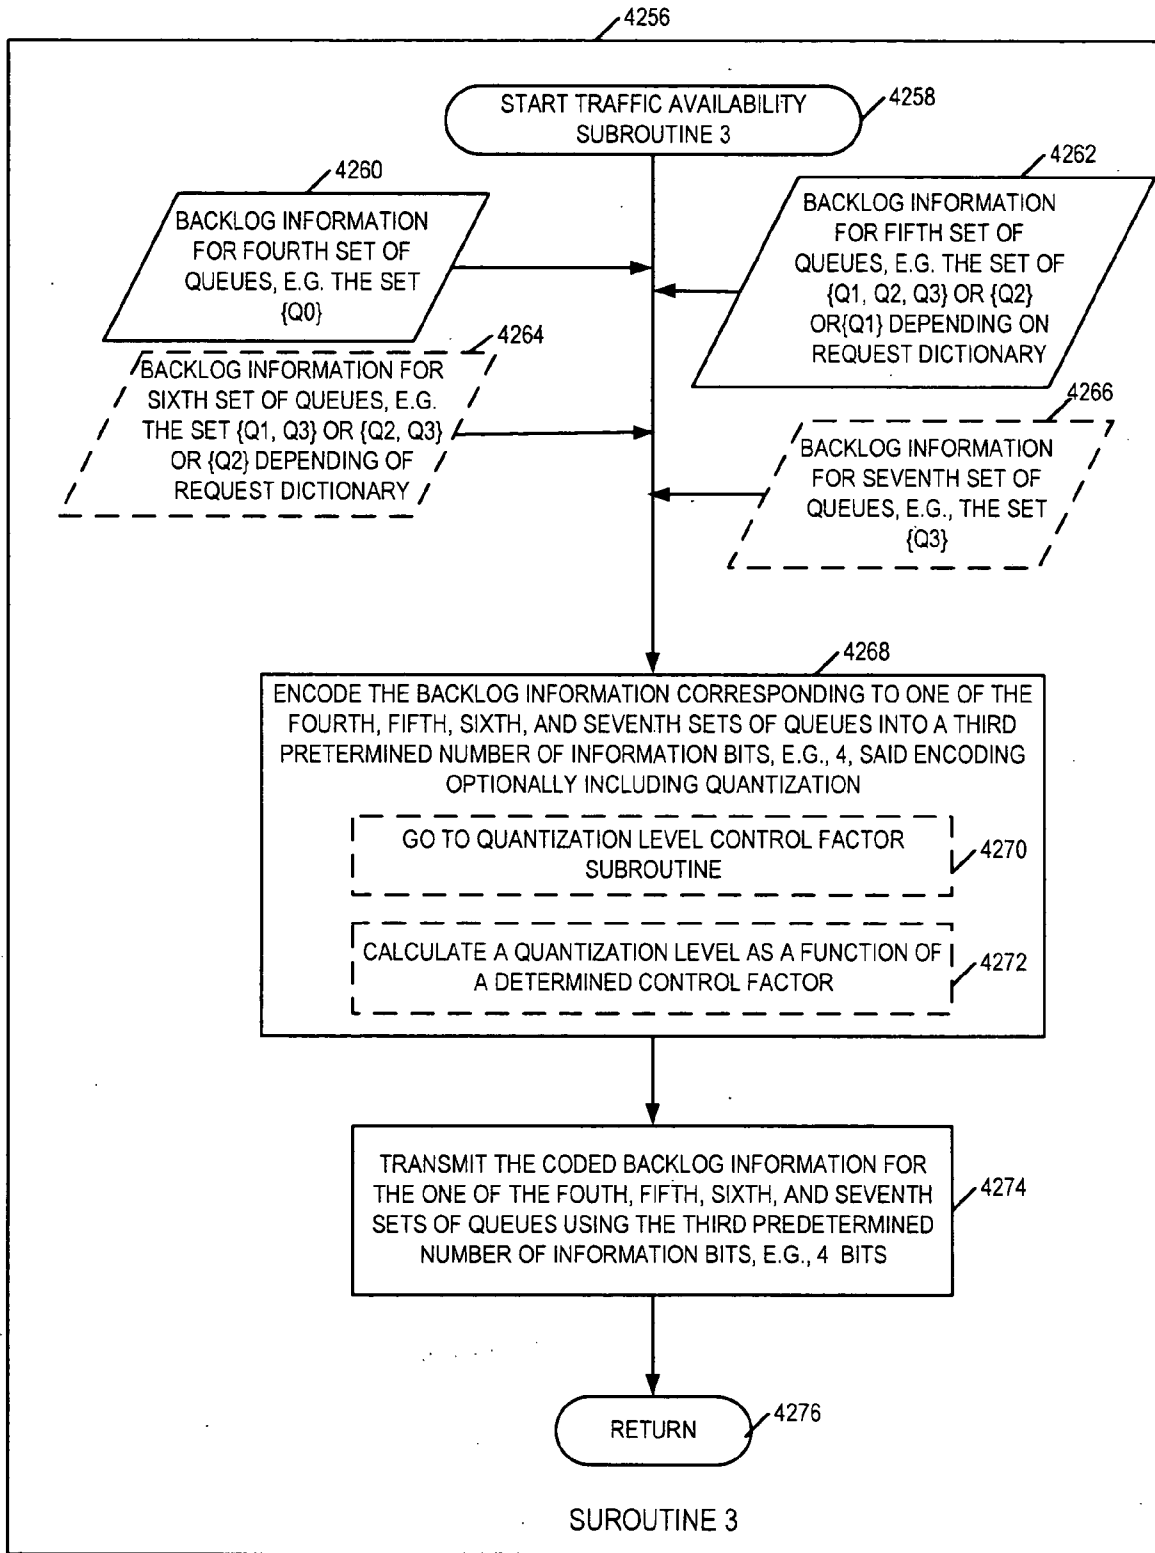 4256
START TRAFFIC AVAILABILITY
SUBROUTINE 3
4258
4260
BACKLOG INFORMATION
FOR FOURTH SET OF
QUEUES, E.G. THE SET
{Q0}
4262
BACKLOG INFORMATION
FOR FIFTH SET OF
QUEUES, E.G. THE SET OF
{Q1, Q2, Q3} OR {Q2}
OR{Q1} DEPENDING ON
REQUEST DICTIONARY
4264
BACKLOG INFORMATION FOR
SIXTH SET OF QUEUES, E.G.
THE SET {Q1, Q3} OR {Q2, Q3}
OR {Q2} DEPENDING OF
REQUEST DICTIONARY
4266
BACKLOG INFORMATION
FOR SEVENTH SET OF
QUEUES, E.G., THE SET
{Q3}
4268
ENCODE THE BACKLOG INFORMATION CORRESPONDING TO ONE OF THE
FOURTH, FIFTH, SIXTH, AND SEVENTH SETS OF QUEUES INTO A THIRD
PRETERMINED NUMBER OF INFORMATION BITS, E.G., 4, SAID ENCODING
OPTIONALLY INCLUDING QUANTIZATION
GO TO QUANTIZATION LEVEL CONTROL FACTOR
SUBROUTINE
4270
CALCULATE A QUANTIZATION LEVEL AS A FUNCTION OF
A DETERMINED CONTROL FACTOR
4272
TRANSMIT THE CODED BACKLOG INFORMATION FOR
THE ONE OF THE FOUTH, FIFTH, SIXTH, AND SEVENTH
SETS OF QUEUES USING THE THIRD PREDETERMINED
NUMBER OF INFORMATION BITS, E.G., 4 BITS
4274
RETURN
4276
SUROUTINE 3